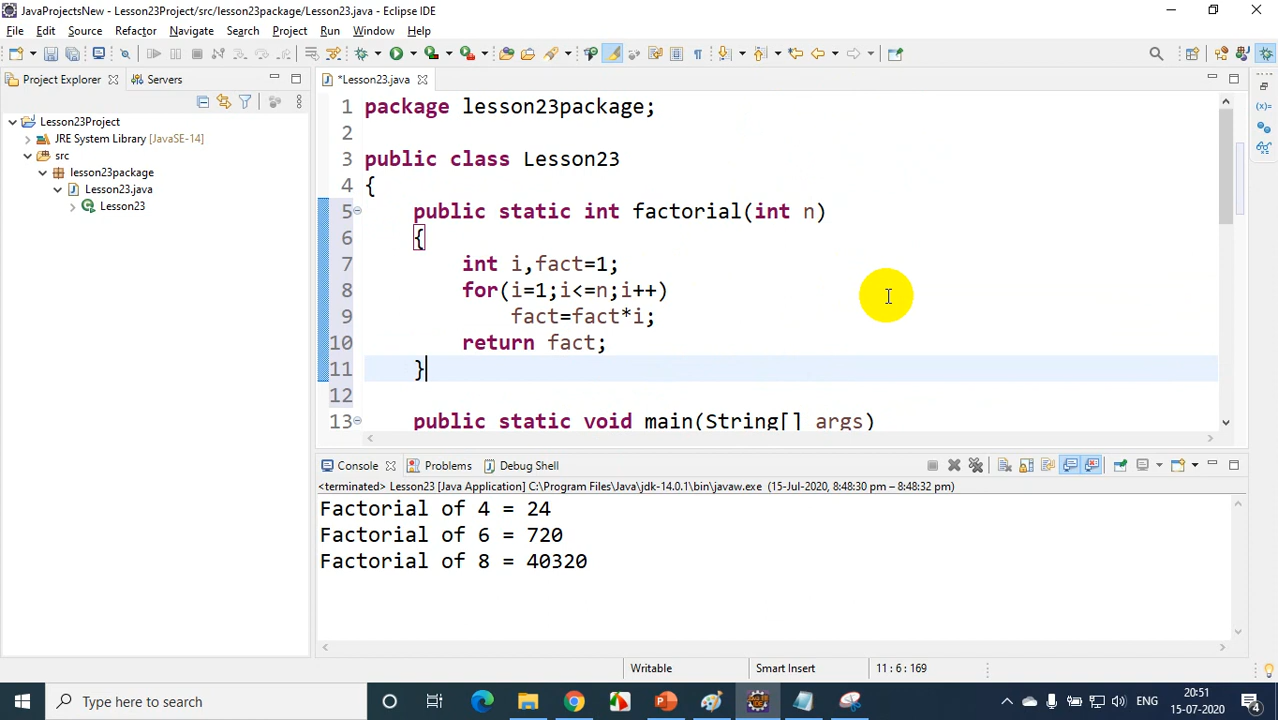 JavaProjectsNew - Lesson23Project/src/lesson23package/Lesson23.java - Eclipse IDE
File Edit Source Refactor Navigate Search Project Run Window Help
Project Explorer Servers
*Lesson23.java
Lesson23Project
JRE System Library [JavaSE-14]
src
lesson23package
Lesson23.java
Lesson23
1 package lesson23package;
2
3 public class Lesson23
4 {
5 public static int factorial(int n)
6 {
7 int i,fact=1;
8 for(i=1;i<=n;i++)
9 fact=fact*i;
10 return fact;
11 }
12
13 public static void main(String[] args)
Console Problems Debug Shell
<terminated> Lesson23 [Java Application] C:\Program Files\Java\jdk-14.0.1\bin\javaw.exe (15-Jul-2020, 8:48:30 pm – 8:48:32 pm)
Factorial of 4 = 24
Factorial of 6 = 720
Factorial of 8 = 40320
Writable Smart Insert 11 : 6 : 169
Type here to search
ENG
20:51
15-07-2020
4